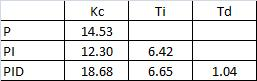 Kc Ti Td
P 14.53
PI 12.30 6.42
PID 18.68 6.65 1.04